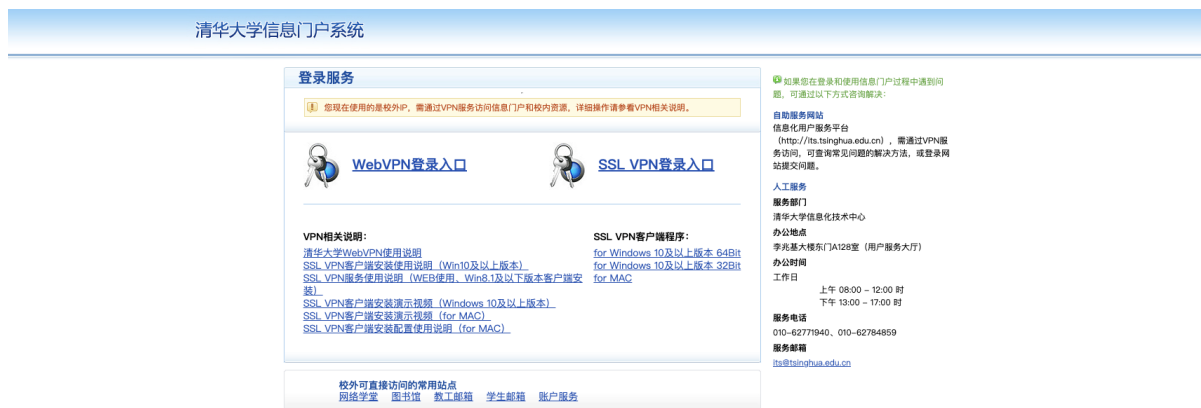 清华大学信息门户系统
登录服务
您现在使用的是校外IP，需通过VPN服务访问信息门户和校内资源，详细操作请参看VPN相关说明。
WebVPN登录入口
SSL VPN登录入口
VPN相关说明：
清华大学WebVPN使用说明
SSL VPN客户端安装使用说明（Win10及以上版本）
SSL VPN服务使用说明（WEB使用、Win8.1及以下版本客户端安
装）
SSL VPN客户端安装演示视频（Windows 10及以上版本）
SSL VPN客户端安装演示视频（for MAC）
SSL VPN客户端安装配置使用说明（for MAC）
SSL VPN客户端程序：
for Windows 10及以上版本 64Bit
for Windows 10及以上版本 32Bit
for MAC
校外可直接访问的常用站点
网络学堂 图书馆 教工邮箱 学生邮箱 账户服务
如果您在登录和使用信息门户过程中遇到问
题，可通过以下方式咨询解决：
自助服务网站
信息化用户服务平台
（http://its.tsinghua.edu.cn），需通过VPN服
务访问，可查询常见问题的解决方法，或登录网
站提交问题。
人工服务
服务部门
清华大学信息化技术中心
办公地点
李兆基大楼东门A128室（用户服务大厅）
办公时间
工作日
上午 08:00 – 12:00 时
下午 13:00 – 17:00 时
服务电话
010–62771940、010–62784859
服务邮箱
its@tsinghua.edu.cn